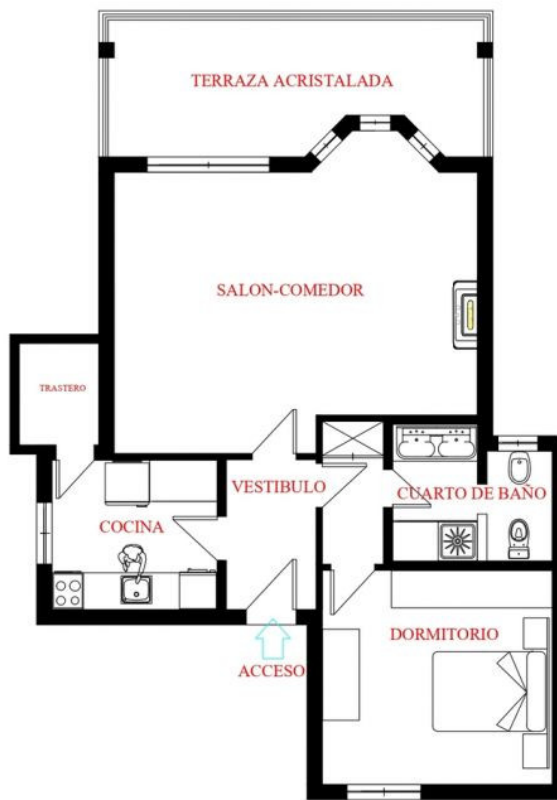 TERRAZA ACRISTALADA
SALON-COMEDOR
TRASTERO
VESTIBULO
CUARTO DE BAÑO
COCINA
DORMITORIO
ACCESO